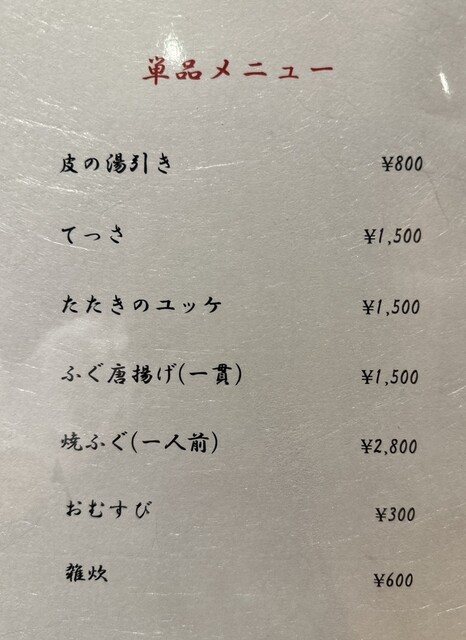 単品メニュー
皮の湯引き ¥800
てっさ ¥1,500
たたきのユッケ ¥1,500
ふぐ唐揚げ(一貫) ¥1,500
焼ふぐ(一人前) ¥2,800
おむすび ¥300
雑炊 ¥600